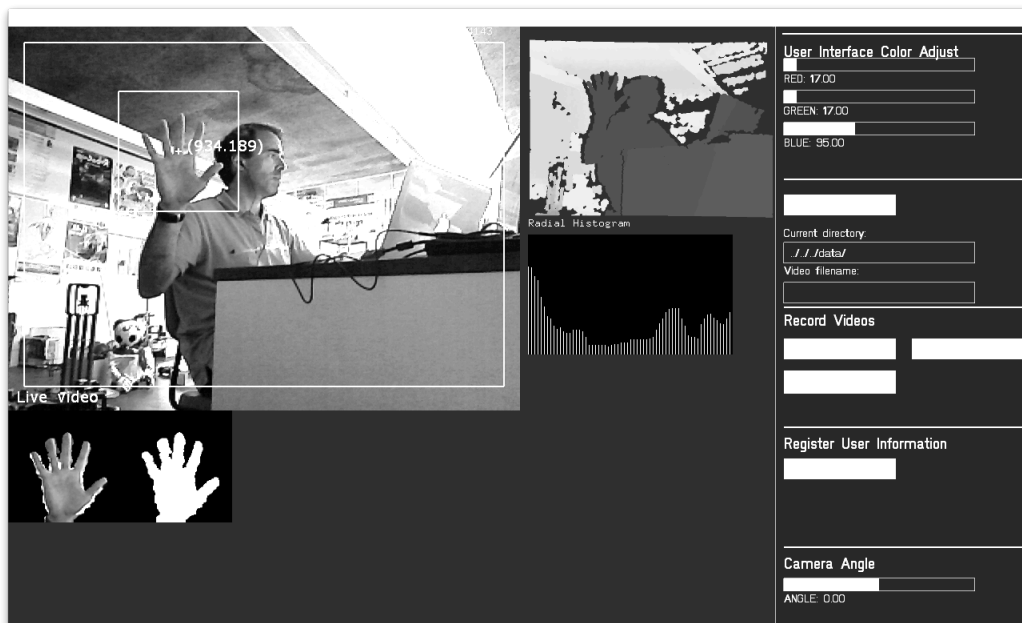 143
(934.189)
Live Video
Radial Histogram
User Interface Color Adjust
RED: 17.00
GREEN: 17.00
BLUE: 95.00
Current directory:
../../../data/
Video filename:
Record Videos
Register User Information
Camera Angle
ANGLE: 0.00